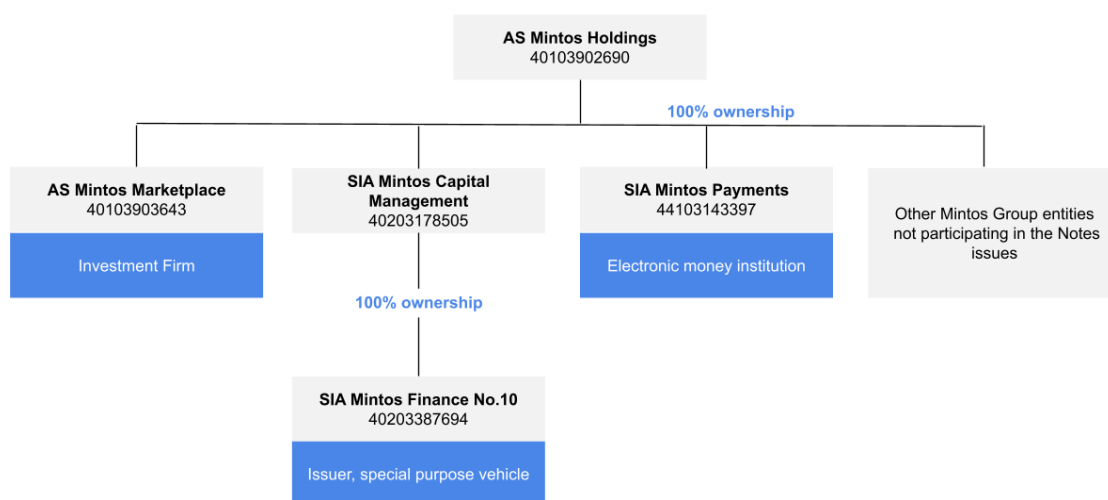 AS Mintos Holdings
40103902690
100% ownership
AS Mintos Marketplace
40103903643
Investment Firm
SIA Mintos Capital
Management
40203178505
SIA Mintos Payments
44103143397
Electronic money institution
Other Mintos Group entities
not participating in the Notes
issues
100% ownership
SIA Mintos Finance No.10
40203387694
Issuer, special purpose vehicle